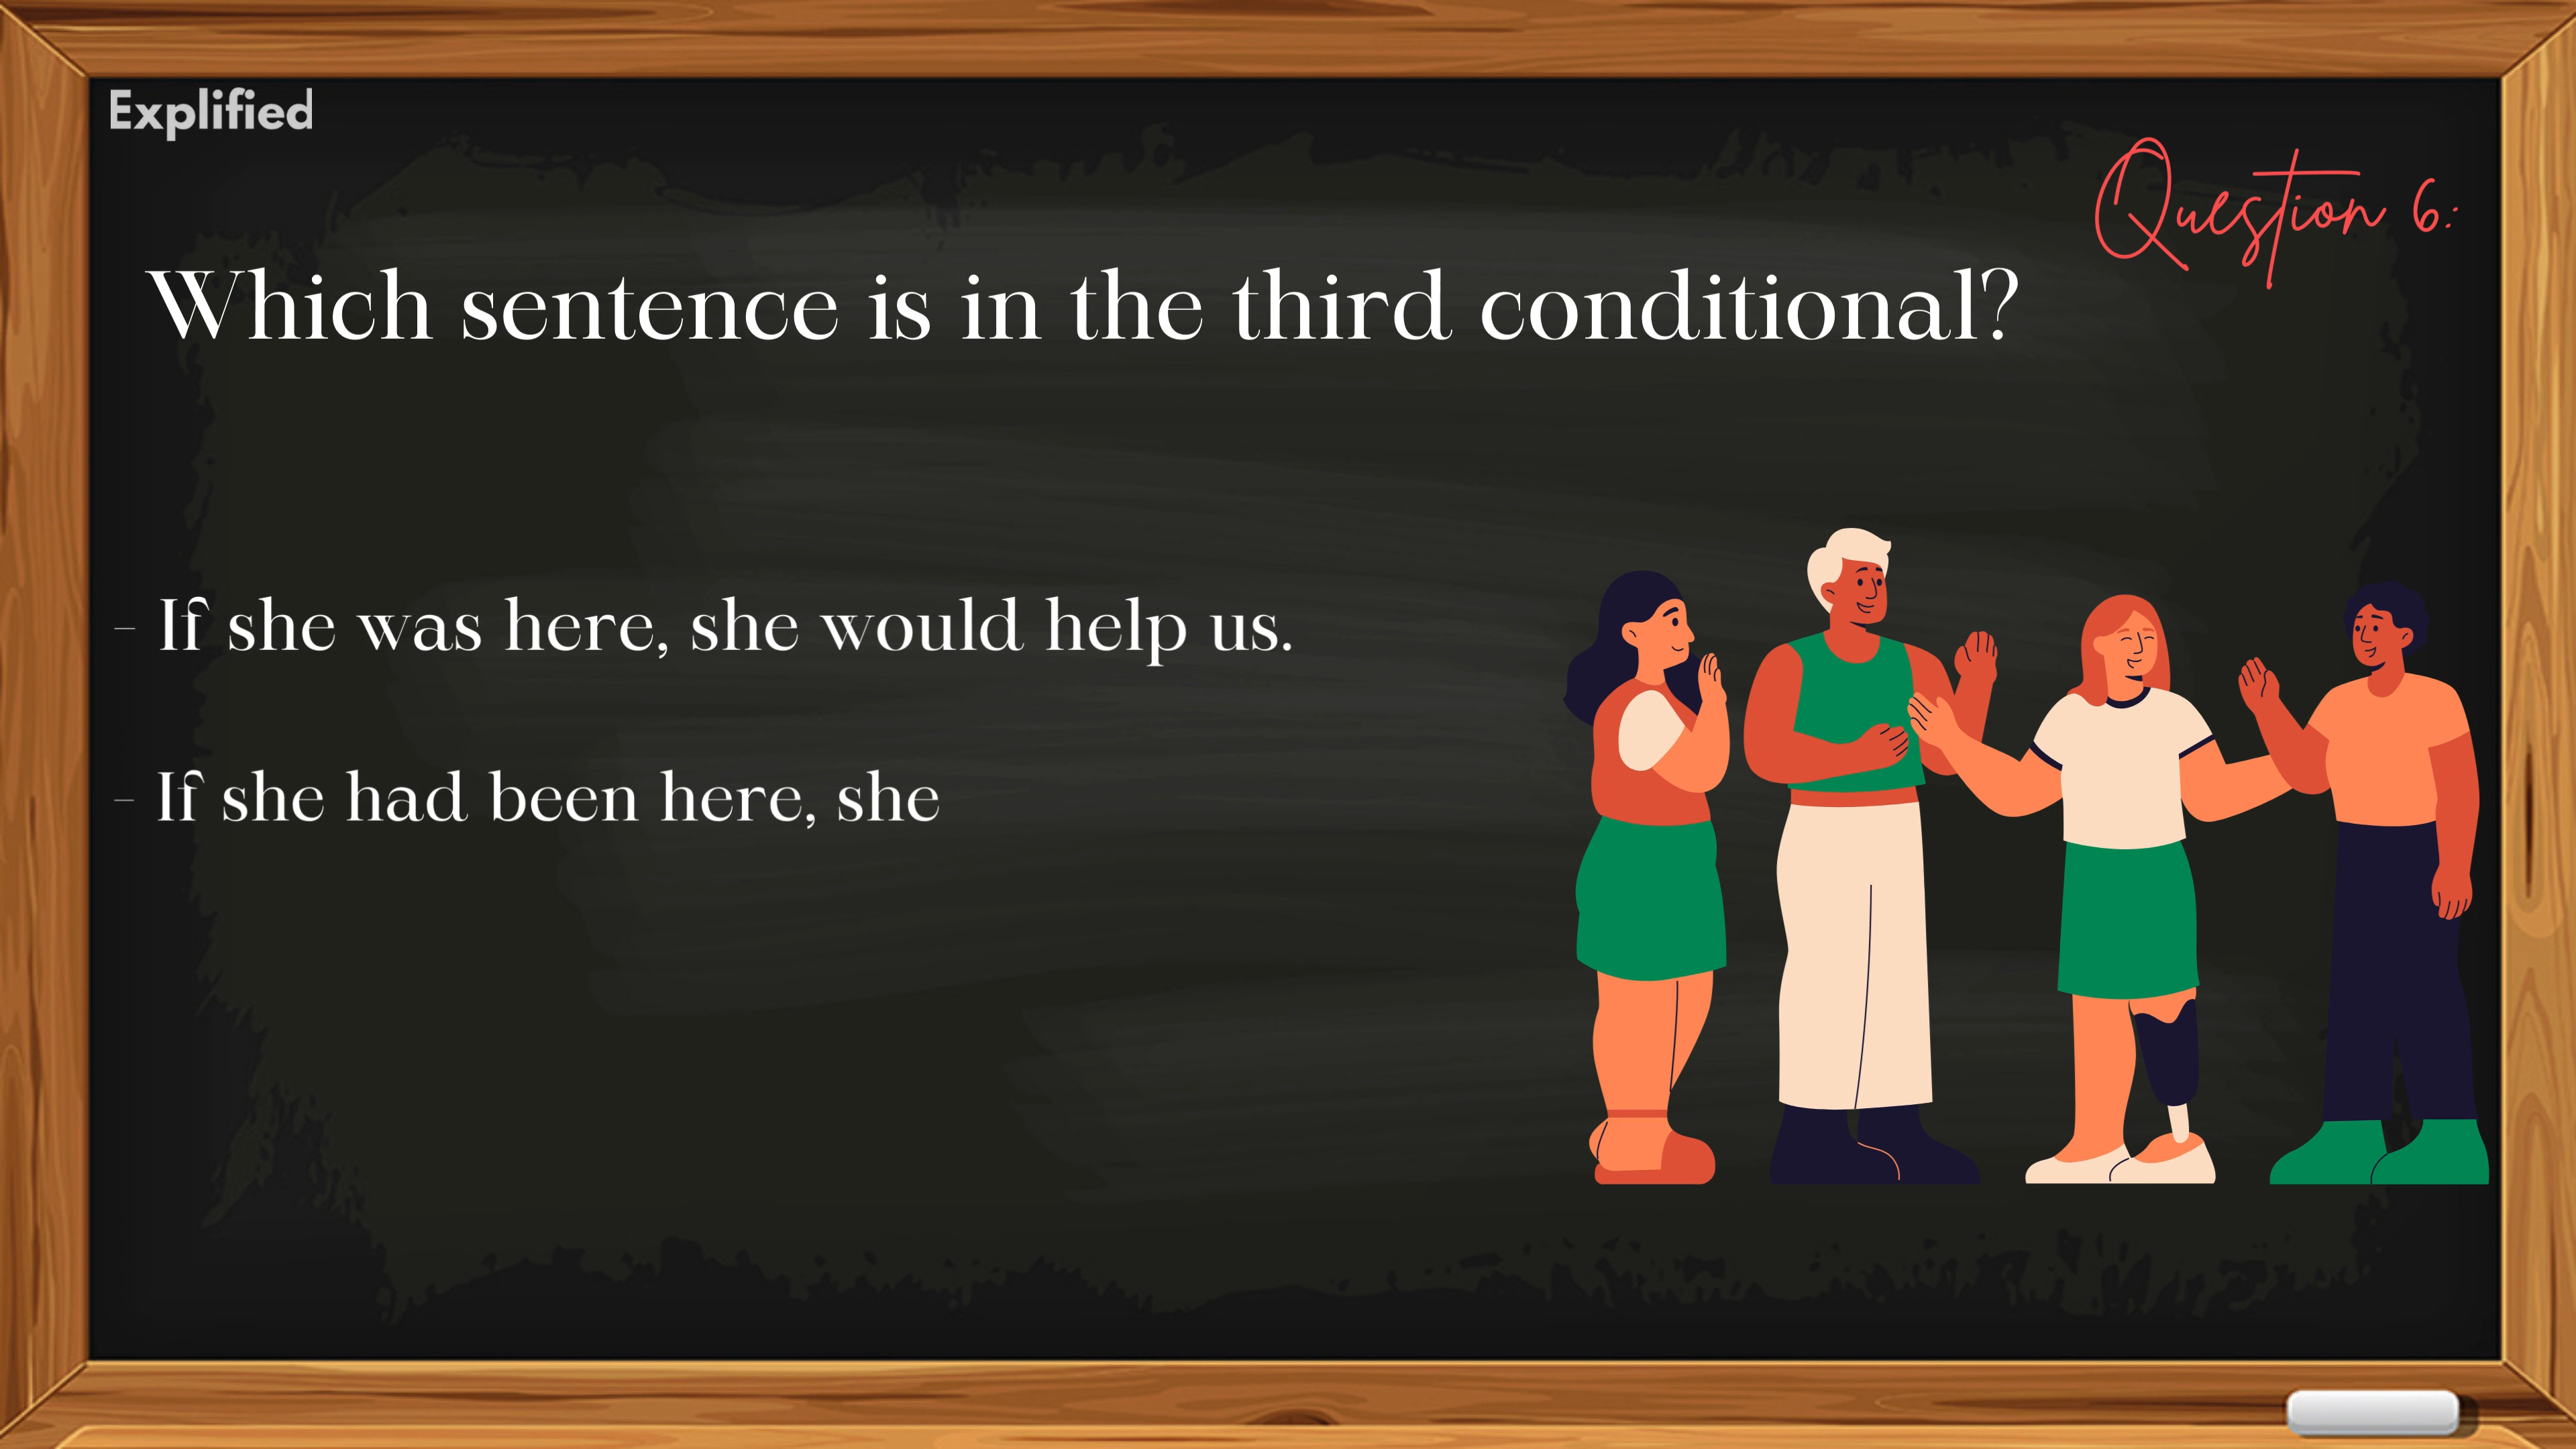 Explified
Question 6:
Which sentence is in the third conditional?
- If she was here, she would help us.
- If she had been here, she